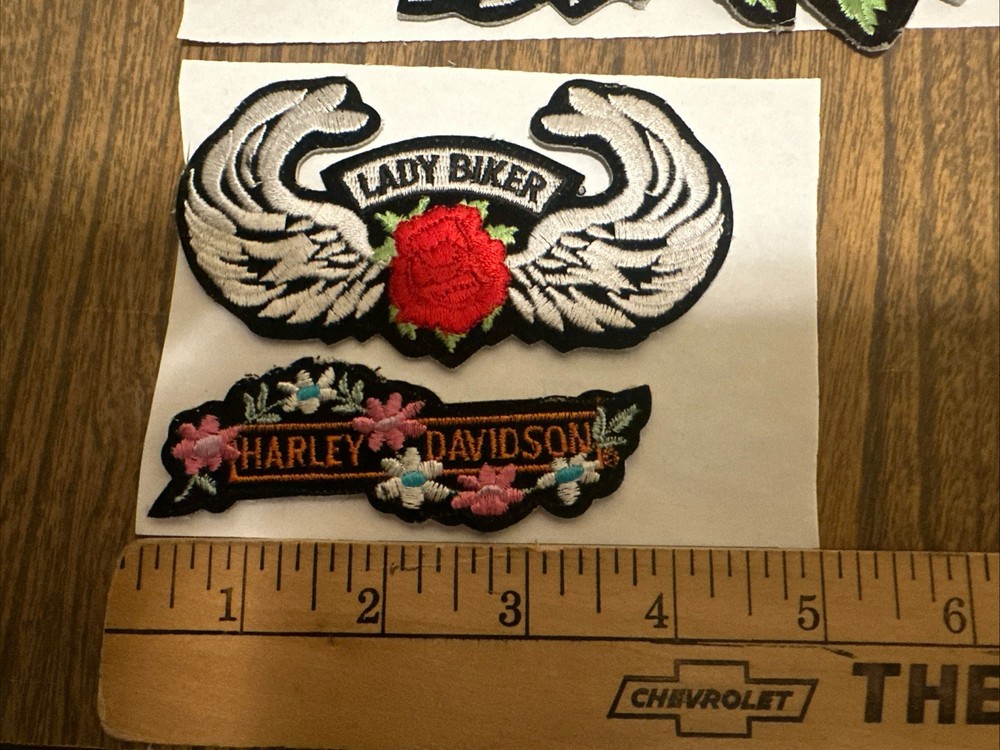 LADY BIKER
®
HARLEY DAVIDSON
®
1 2 3 4 5 6
CHEVROLET THE